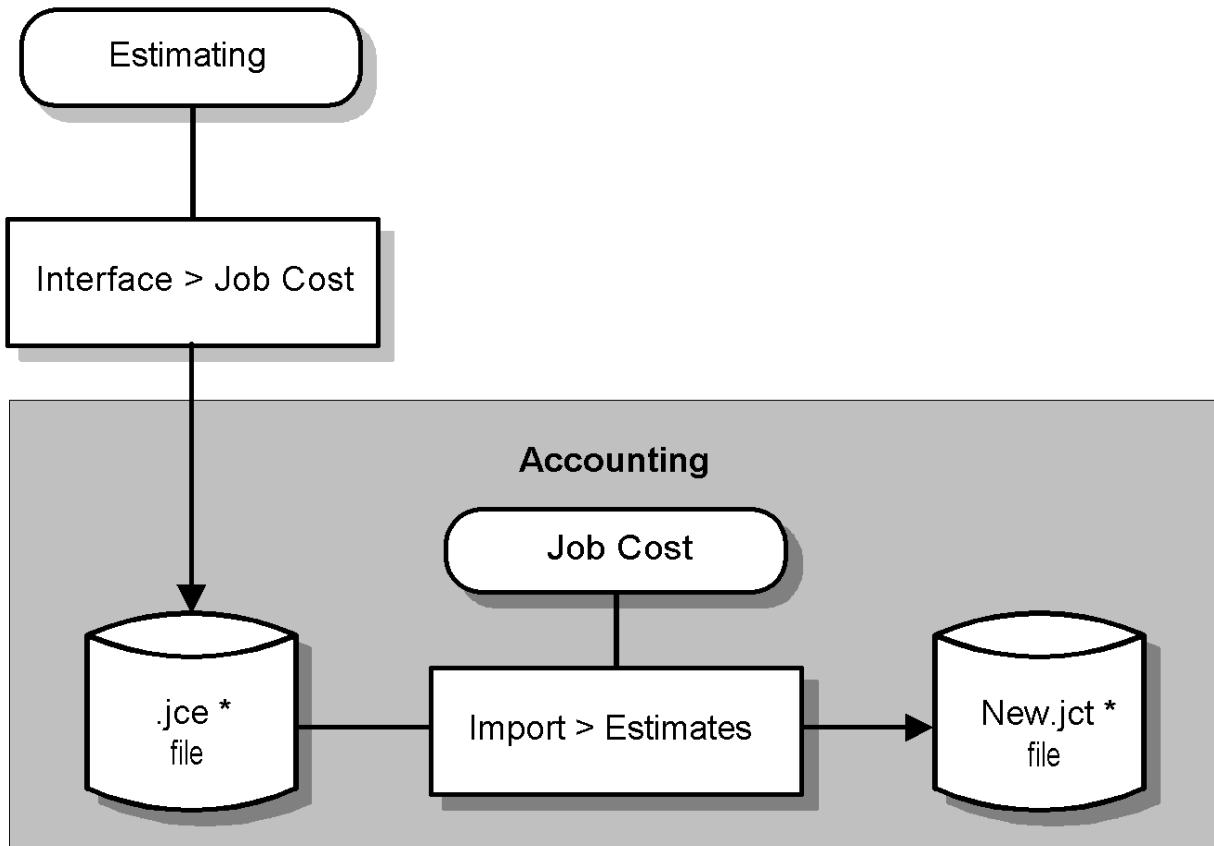 Estimating
Interface > Job Cost
Accounting
Job Cost
.jce *
file
Import > Estimates
New.jct *
file